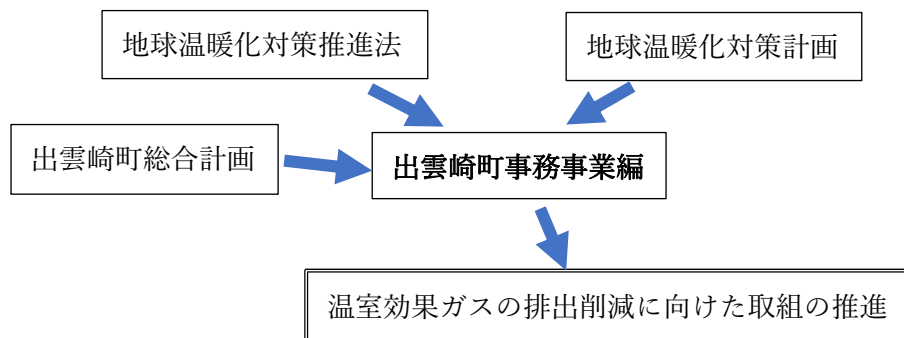 地球温暖化対策推進法
地球温暖化対策計画
出雲崎町総合計画
出雲崎町事務事業編
温室効果ガスの排出削減に向けた取組の推進